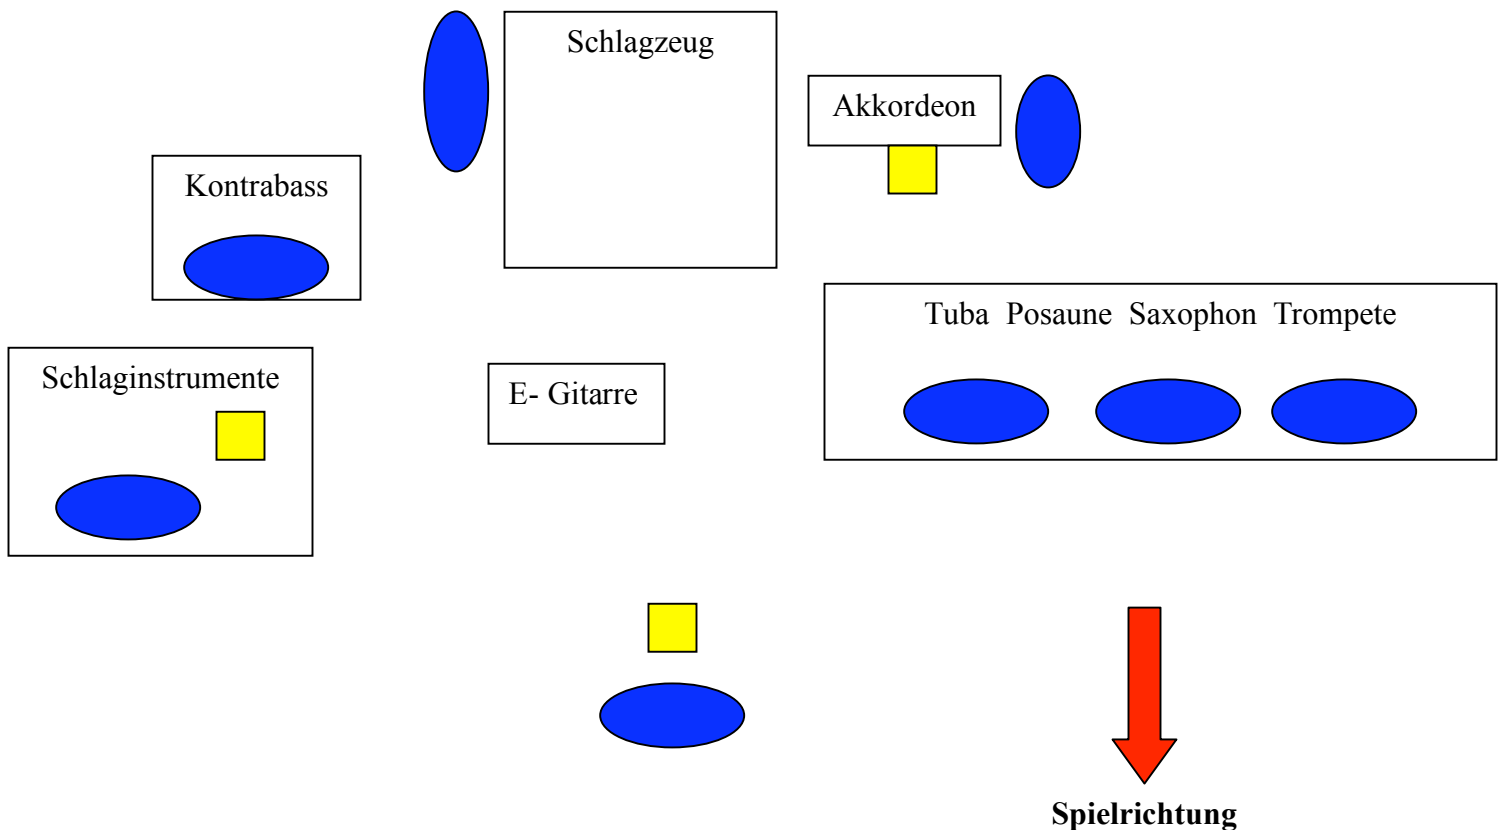 Schlagzeug
Akkordeon
Kontrabass
Tuba  Posaune  Saxophon  Trompete
Schlaginstrumente
E- Gitarre
Spielrichtung